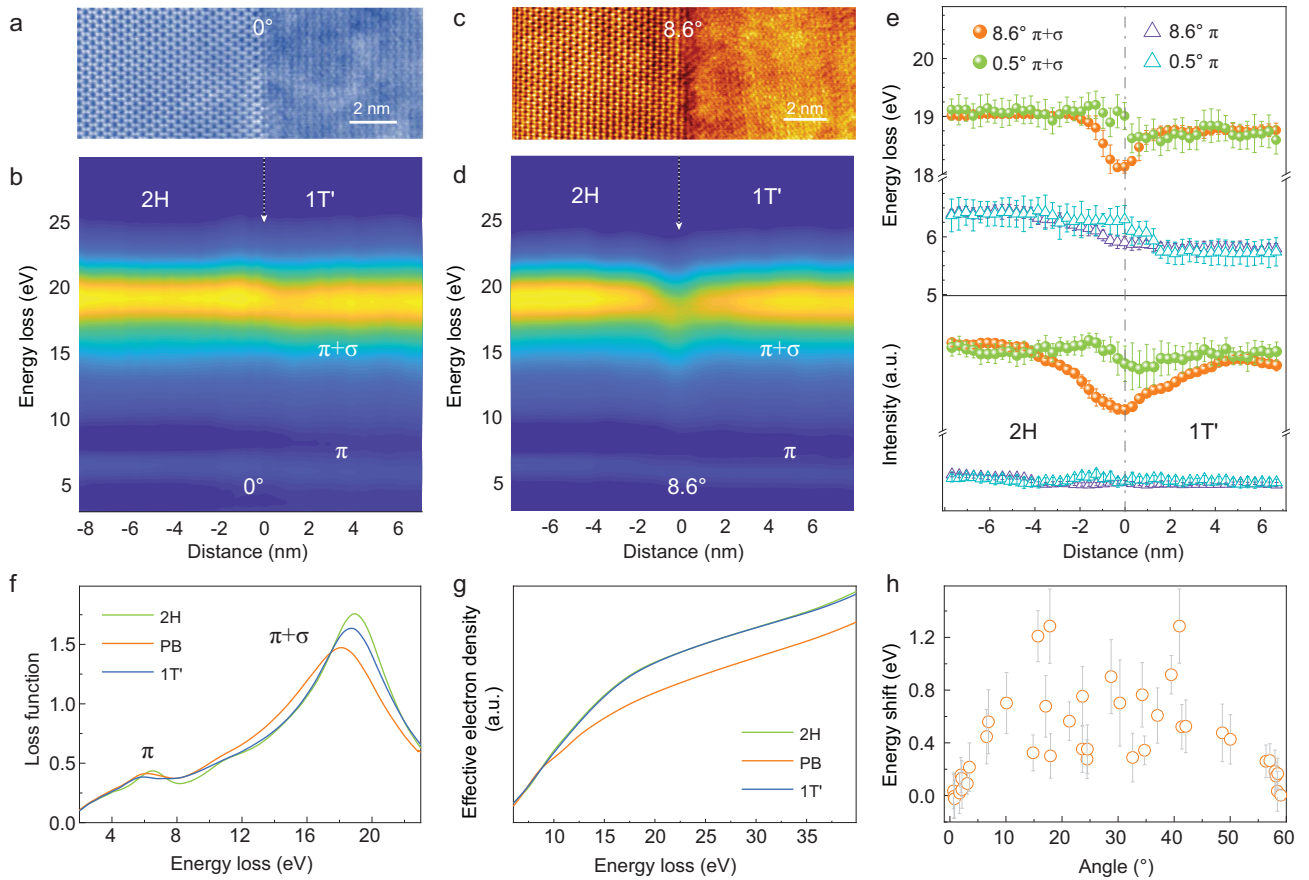 a
0°
2 nm
c
8.6°
2 nm
b
2H
1T'
π+σ
π
0°
25
20
15
10
5
Energy loss (eV)
-8
-6
-4
-2
0
2
4
6
Distance (nm)
d
2H
1T'
π+σ
π
8.6°
25
20
15
10
5
Energy loss (eV)
-6
-4
-2
0
2
4
6
Distance (nm)
e
8.6° π+σ
8.6° π
0.5° π+σ
0.5° π
20
19
18
6
5
Energy loss (eV)
Intensity (a.u.)
2H
1T'
-6
-4
-2
0
2
4
6
Distance (nm)
f
2H
PB
1T'
π+σ
π
1.5
1.0
0.5
0.0
Loss function
4
8
12
16
20
Energy loss (eV)
g
Effective electron density
(a.u.)
2H
PB
1T'
10
15
20
25
30
35
Energy loss (eV)
h
1.2
0.8
0.4
0.0
Energy shift (eV)
0
10
20
30
40
50
60
Angle (°)